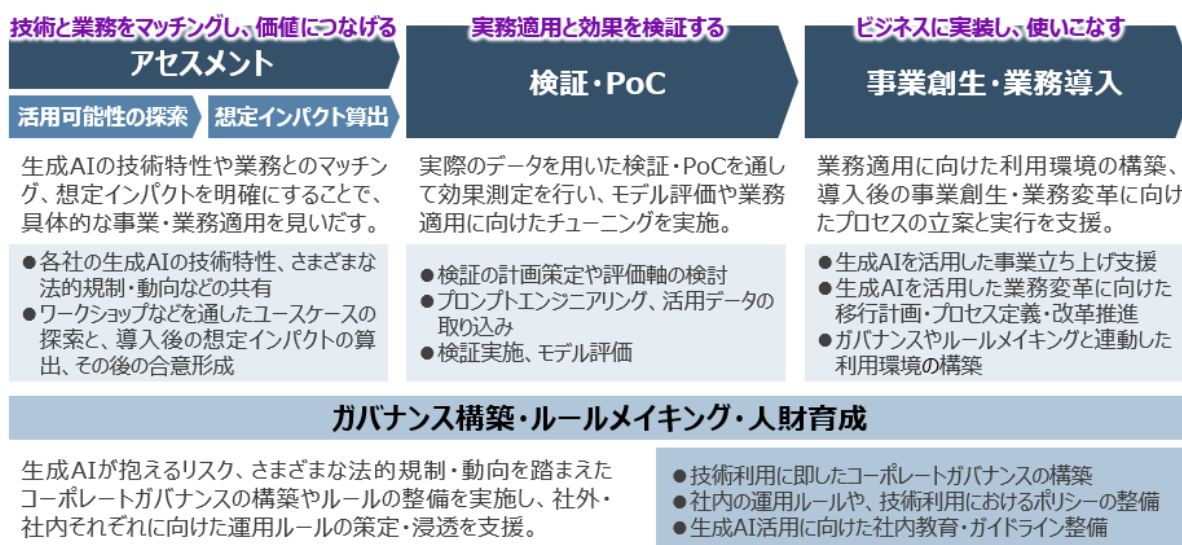 技術と業務をマッチングし、価値につなげる
アセスメント
活用可能性の探索
想定インパクト算出
生成AIの技術特性や業務とのマッチン
グ、想定インパクトを明確にすることで、
具体的な事業・業務適用を見いだす。
●各社の生成AIの技術特性、さまざまな
法的規制・動向などの共有
●ワークショップなどを通したユースケースの
探索と、導入後の想定インパクトの算
出、その後の合意形成
実務適用と効果を検証する
検証・PoC
実際のデータを用いた検証・PoCを通し
て効果測定を行い、モデル評価や業務
適用に向けたチューニングを実施。
●検証の計画策定や評価軸の検討
●プロンプトエンジニアリング、活用データの
取り込み
●検証実施、モデル評価
ビジネスに実装し、使いこなす
事業創生・業務導入
業務適用に向けた利用環境の構築、
導入後の事業創生・業務変革に向け
たプロセスの立案と実行を支援。
●生成AIを活用した事業立ち上げ支援
●生成AIを活用した業務変革に向けた
移行計画・プロセス定義・改革推進
●ガバナンスやルールメイキングと連動した
利用環境の構築
ガバナンス構築・ルールメイキング・人財育成
生成AIが抱えるリスク、さまざまな法的規制・動向を踏まえた
コーポレートガバナンスの構築やルールの整備を実施し、社外・
社内それぞれに向けた運用ルールの策定・浸透を支援。
●技術利用に即したコーポレートガバナンスの構築
●社内の運用ルールや、技術利用におけるポリシーの整備
●生成AI活用に向けた社内教育・ガイドライン整備